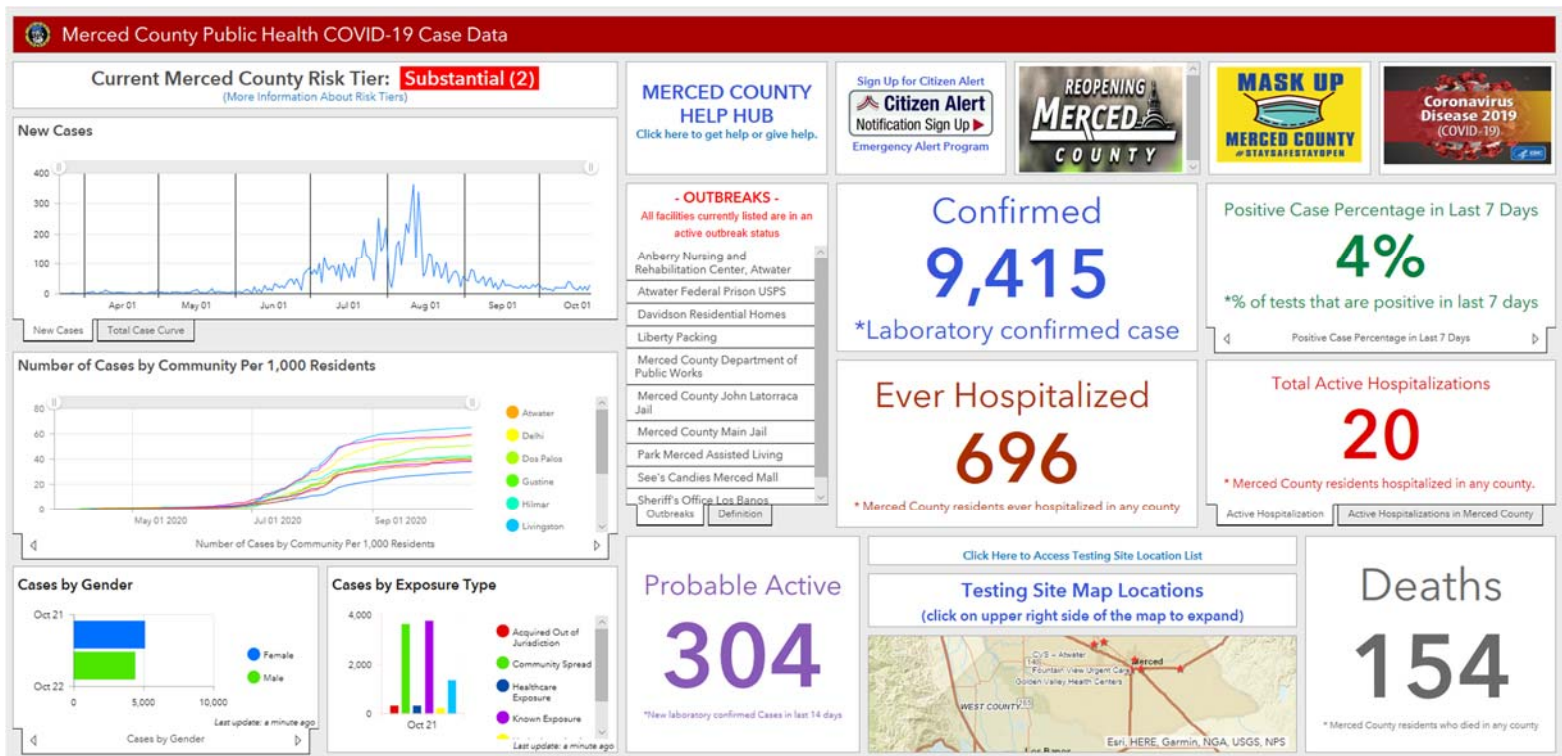 Merced County Public Health COVID-19 Case Data
Current Merced County Risk Tier: Substantial (2)
(More Information About Risk Tiers)
New Cases
400
300
200
100
0
Apr 01
May 01
Jun 01
Jul 01
Aug 01
Sep 01
Oct 01
New Cases
Total Case Curve
Number of Cases by Community Per 1,000 Residents
80
60
40
20
0
May 01 2020
Jul 01 2020
Sep 01 2020
Atwater
Delhi
Dos Palos
Gustine
Hilmar
Livingston
Number of Cases by Community Per 1,000 Residents
Cases by Gender
Oct 21
Oct 22
0
5,000
10,000
Female
Male
Last update: a minute ago
Cases by Gender
Cases by Exposure Type
4,000
2,000
0
Oct 21
Acquired Out of
Jurisdiction
Community Spread
Healthcare
Exposure
Known Exposure
Last update: a minute ago
MERCED COUNTY
HELP HUB
Click here to get help or give help.
Sign Up for Citizen Alert
Citizen Alert
Notification Sign Up
Emergency Alert Program
REOPENING
MERCED
COUNTY
MASK UP
MERCED COUNTY
#STAYSAFESTAYOPEN
Coronavirus
Disease 2019
(COVID-19)
CDC
- OUTBREAKS -
All facilities currently listed are in an
active outbreak status
Anberry Nursing and
Rehabilitation Center, Atwater
Atwater Federal Prison USPS
Davidson Residential Homes
Liberty Packing
Merced County Department of
Public Works
Merced County John Latorraca
Jail
Merced County Main Jail
Park Merced Assisted Living
See's Candies Merced Mall
Sheriff's Office Los Banos
Outbreaks
Definition
Confirmed
9,415
*Laboratory confirmed case
Positive Case Percentage in Last 7 Days
4%
*% of tests that are positive in last 7 days
Positive Case Percentage in Last 7 Days
Ever Hospitalized
696
* Merced County residents ever hospitalized in any county
Total Active Hospitalizations
20
* Merced County residents hospitalized in any county.
Active Hospitalization
Active Hospitalizations in Merced County
Probable Active
304
*New laboratory confirmed Cases in last 14 days
Click Here to Access Testing Site Location List
Testing Site Map Locations
(click on upper right side of the map to expand)
CVS - Atwater
Merced
140
Fountain View Urgent Care
Golden Valley Health Centers
WEST COUNTY
165
Los Banos
Esri, HERE, Garmin, NGA, USGS, NPS
Deaths
154
* Merced County residents who died in any county